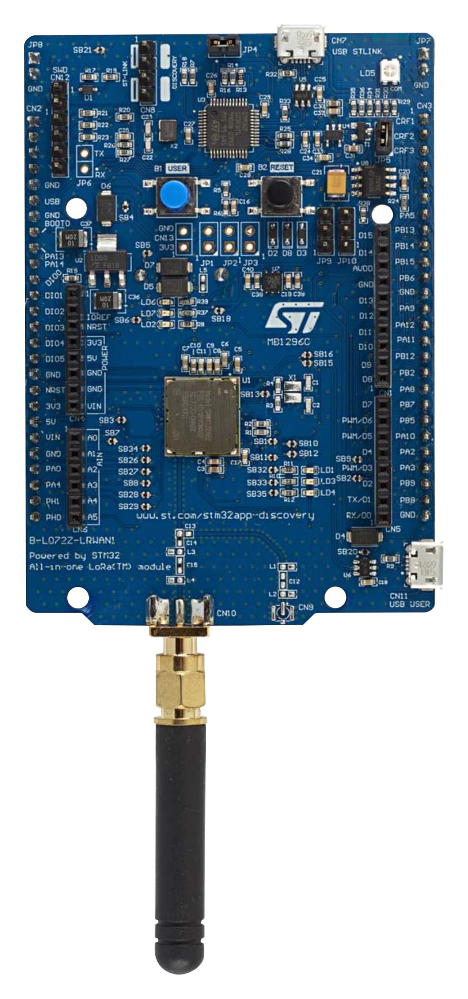 JP8
SB21
JP4
CN7
USB STLINK
JP7
SWD
CN12
R17
R19
ST-LINK
DISCOVERY
R18
R7
C26
R14
R16
R13
R32
U5
LD5
COM
GND
GND
D1
U3
CN2
1
1
CN8
C29
R33
R35
R36
R34
R31
R29
1
R21
R20
C23
R22
R23
C25
R26
R27
C22
X2
C27
R25
R28
C24
C33
C34
U4
T1
C31
CRF1
CRF2
CRF3
JP5
TX
RX
JP6
B1
USER
C28
B2
RESET
C21
U8
C20
GND
USB
GND
BOOT0
D6
SB4
R5
R6
C16
R38
R24
PA5
C37
10
20M
GND
CN13
3V3
SB5
1
JP1
JP2
JP3
1
D2
D8
D3
1
JP9
JP10
1
D15
PB13
D14
PB14
AVDD
PB15
PA13
PA14
DIO0
U2
LD50
R15
D7
D5
L5
C40
C38
U7
C19
C39
PB6
GND
GND
DIO1
1
10
20M
C36
D13
PA9
DIO2
IOREF
LD6
R39
LD7
R37
LD2
R8
SB6
SB18
ST
D12
PA12
DIO3
NRST
D11
PA11
DIO4
3V3
POWER
MB1296C
D10
PB12
DIO5
5V
C7
C10
C11
C9
C8
C6
C5
SB16
SB15
D9
PB2
GND
GND
D8
PA8
NRST
GND
U1
SB13
R4
X1
C1
1
CN1
3V3
VIN
R3
C2
D7
PB7
5V
CN4
SB3
R2
R1
PWM/D6
PB5
VIN
1
A0
SB7
SB1
SB10
PWM/D5
PA10
GND
A1
AIN
SB34
SB12
D4
PA2
PA0
A2
SB26
C4
C3
C17
SB11
SB9
PWM/D3
PA3
SB27
SB32
R11
LD1
PA4
A3
SB8
SB33
R10
LD3
SB2
D2
PB9
PH1
A4
SB28
SB35
R12
LD4
TX/D1
PB8
PH0
A5
SB29
www.st.com/stm32app-discovery
RX/D0
GND
1
CN6
CN5
B-L072Z-LRWAN1
C13
C14
D4
Powered by STM32
L3
SB20
All-in-one LoRa(TM) module
C15
L1
C12
R9
U6
C18
L4
L2
CN11
USB USER
CN10
CN9